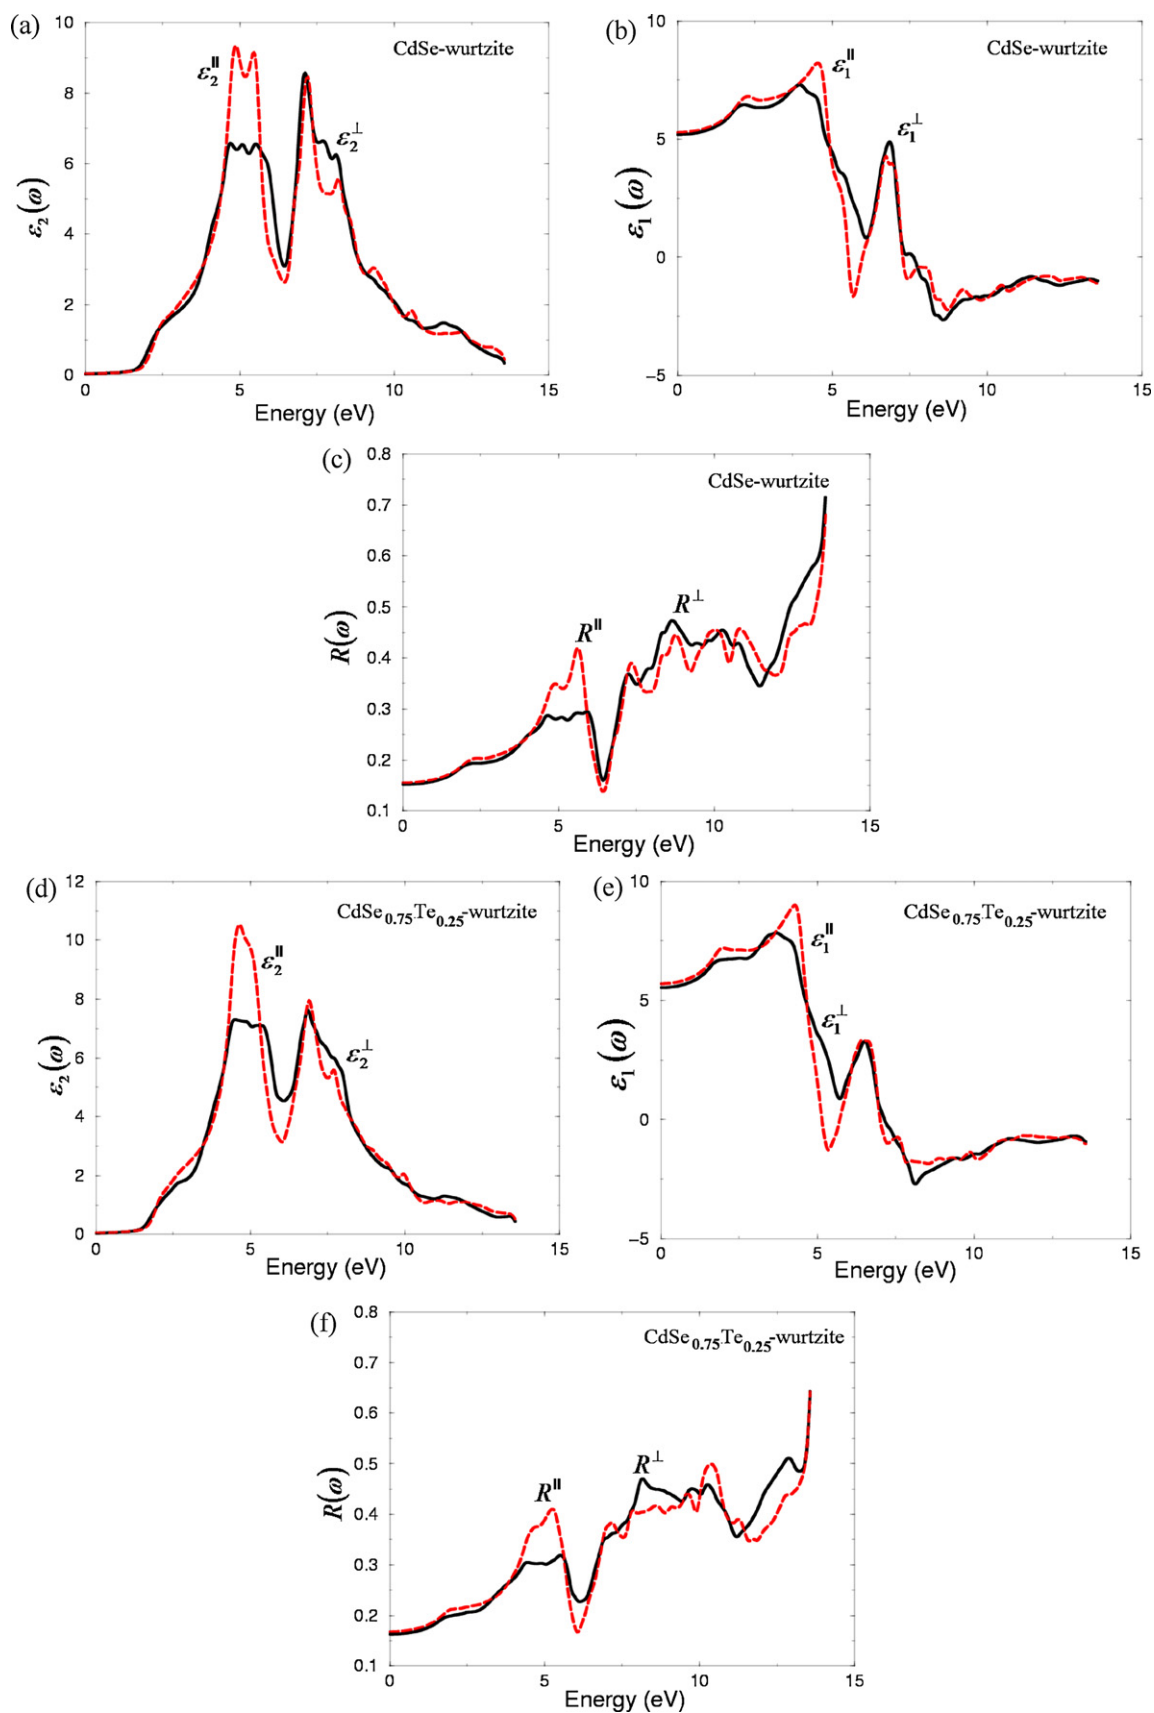 (a)
10
8
6
4
2
0
0
5
10
15
ε₂(ω)
Energy (eV)
CdSe-wurtzite
ε₂^∥
ε₂^⊥
(b)
10
5
0
−5
0
5
10
15
ε₁(ω)
Energy (eV)
CdSe-wurtzite
ε₁^∥
ε₁^⊥
(c)
0.8
0.7
0.6
0.5
0.4
0.3
0.2
0.1
0
5
10
15
R(ω)
Energy (eV)
CdSe-wurtzite
R^∥
R^⊥
(d)
12
10
8
6
4
2
0
0
5
10
15
ε₂(ω)
Energy (eV)
CdSe₀.₇₅Te₀.₂₅-wurtzite
ε₂^∥
ε₂^⊥
(e)
10
5
0
−5
0
5
10
15
ε₁(ω)
Energy (eV)
CdSe₀.₇₅Te₀.₂₅-wurtzite
ε₁^∥
ε₁^⊥
(f)
0.8
0.7
0.6
0.5
0.4
0.3
0.2
0.1
0
5
10
15
R(ω)
Energy (eV)
CdSe₀.₇₅Te₀.₂₅-wurtzite
R^∥
R^⊥